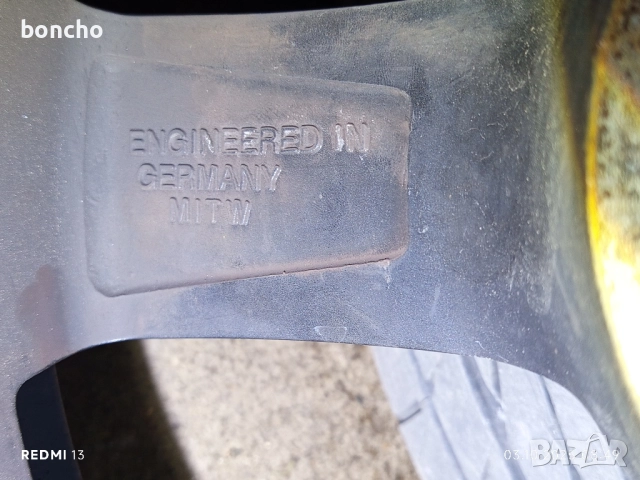 boncho
ENGINEERED IN
GERMANY
MITW
REDMI 13